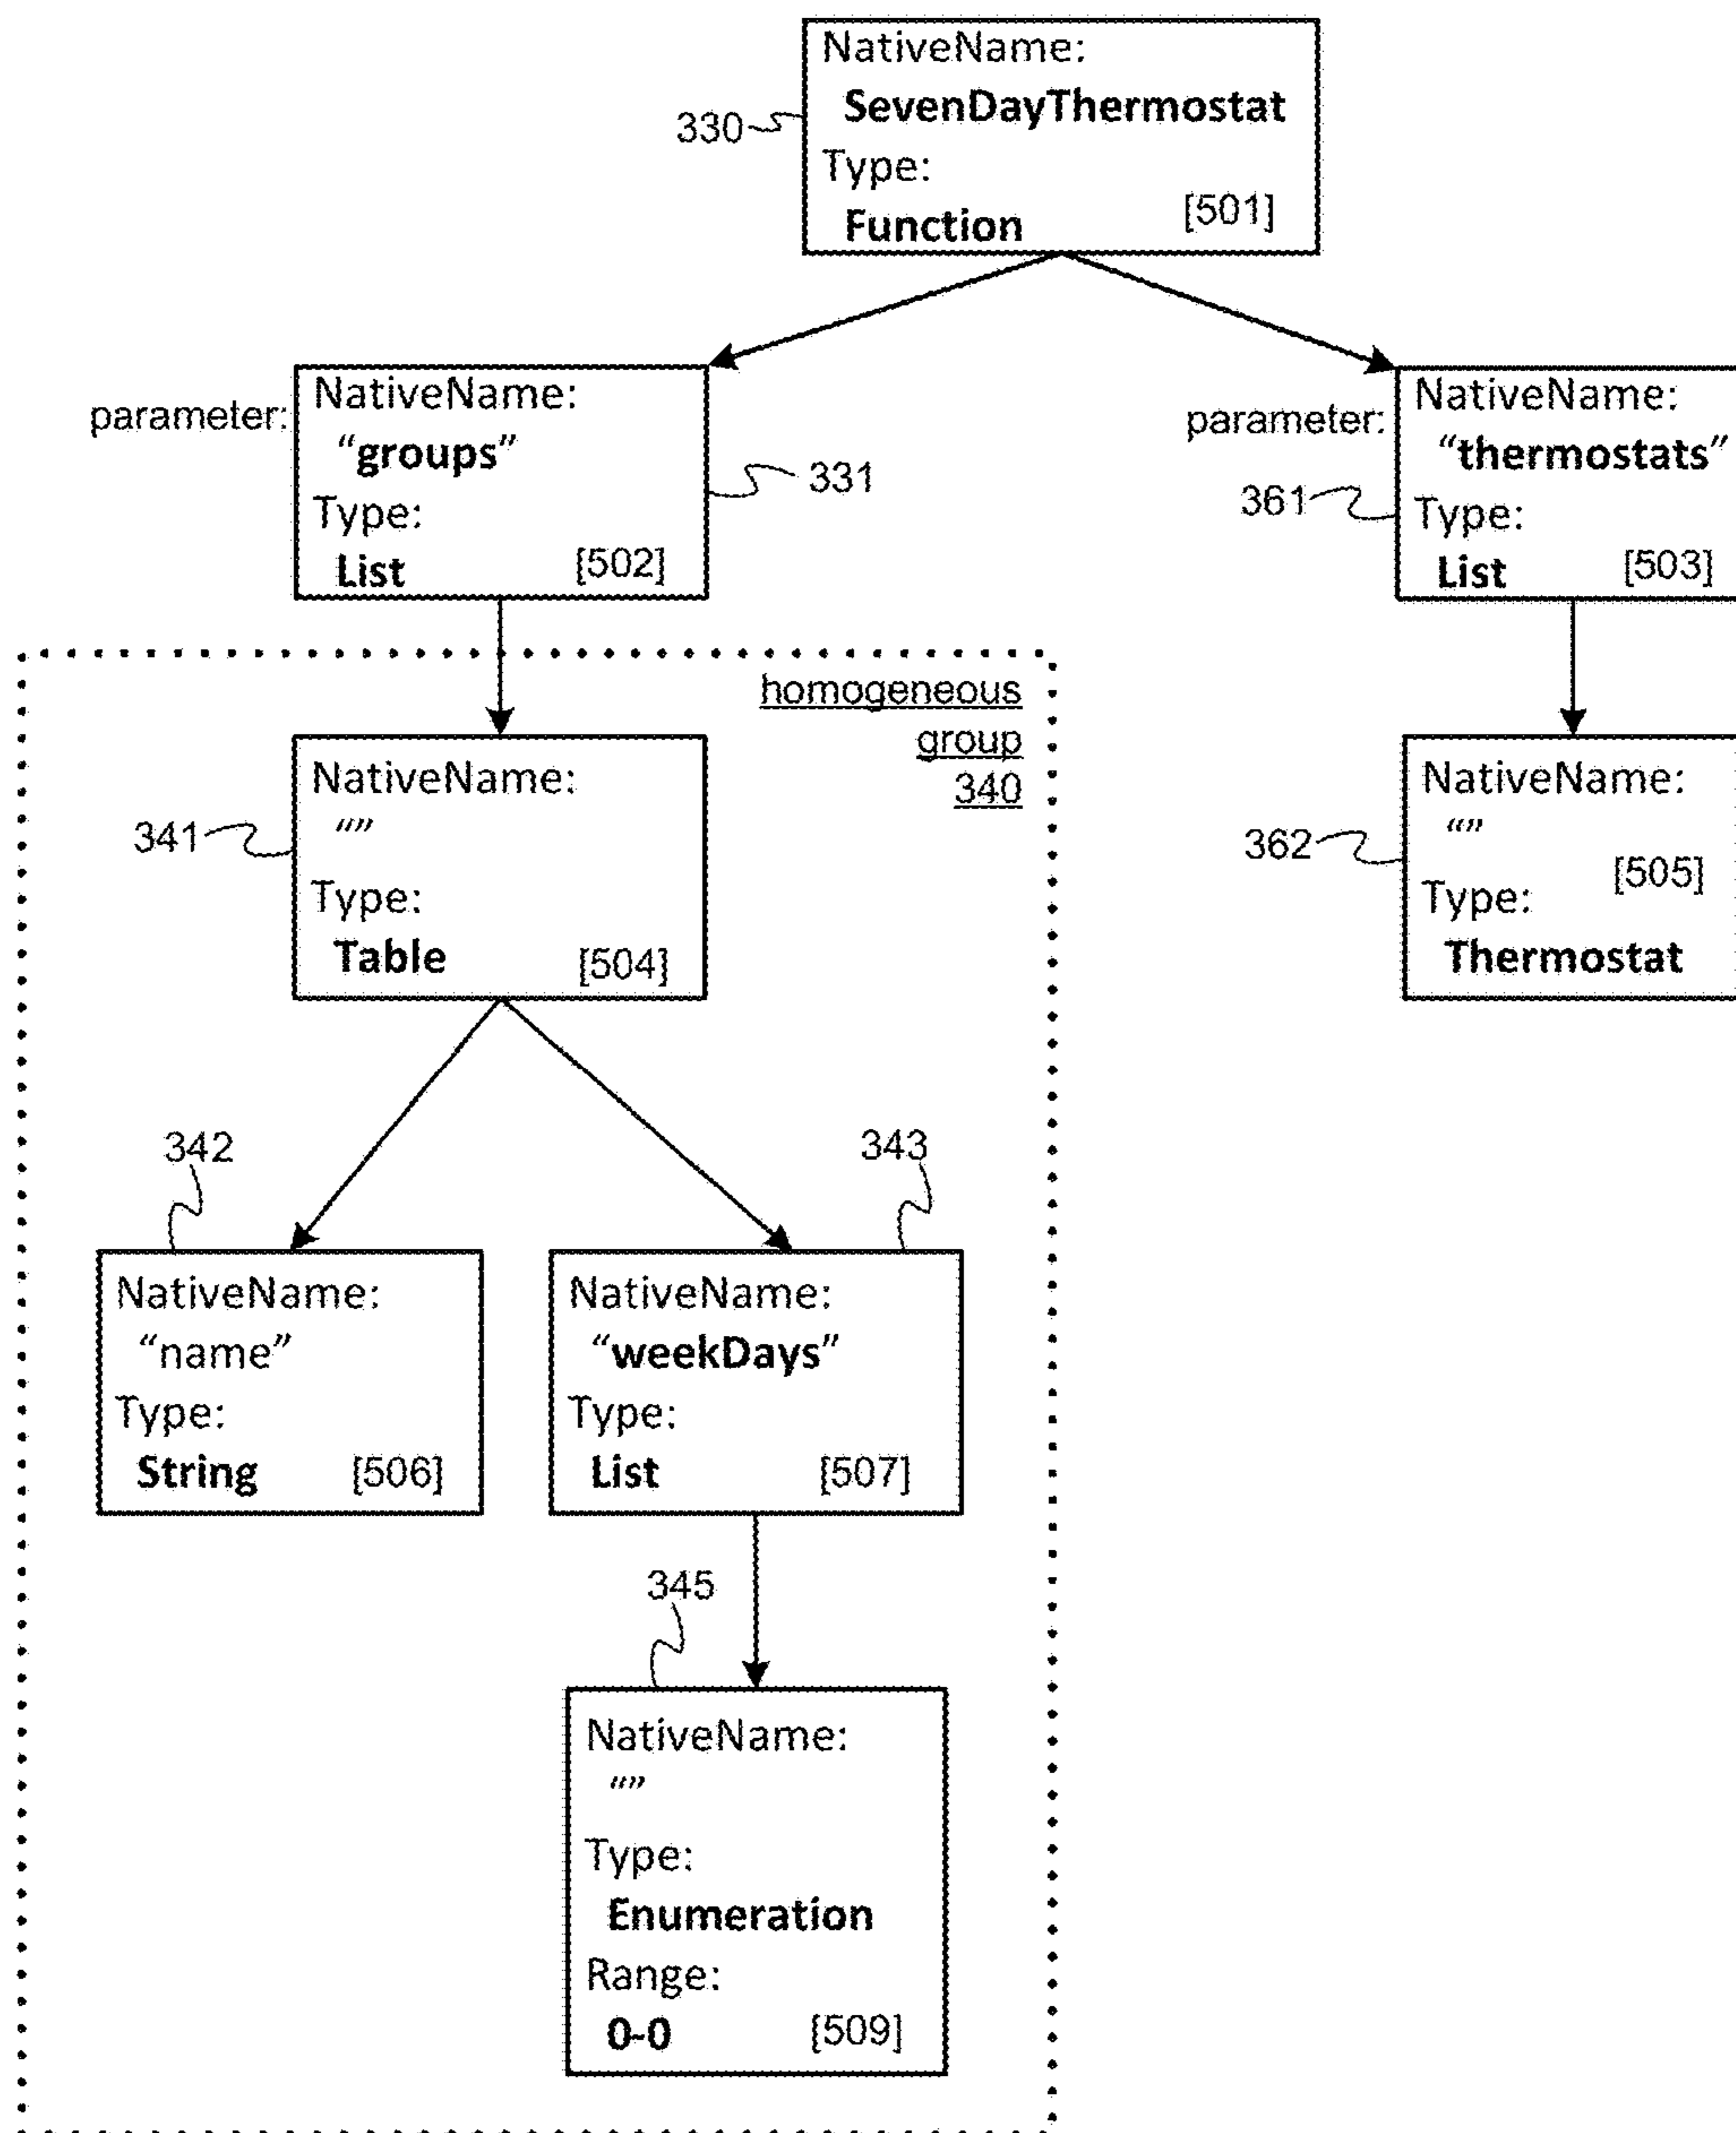 NativeName:
SevenDayThermostat
330
Type:
Function [501]
parameter:
NativeName:
“groups”
331
Type:
List [502]
parameter:
NativeName:
“thermostats”
361
Type:
List [503]
homogeneous
group
340
NativeName:
“”
341
Type:
Table [504]
NativeName:
“”
362
[505]
Type:
Thermostat
342
NativeName:
“name”
Type:
String [506]
343
NativeName:
“weekDays”
Type:
List [507]
345
NativeName:
“”
Type:
Enumeration
Range:
0-0 [509]